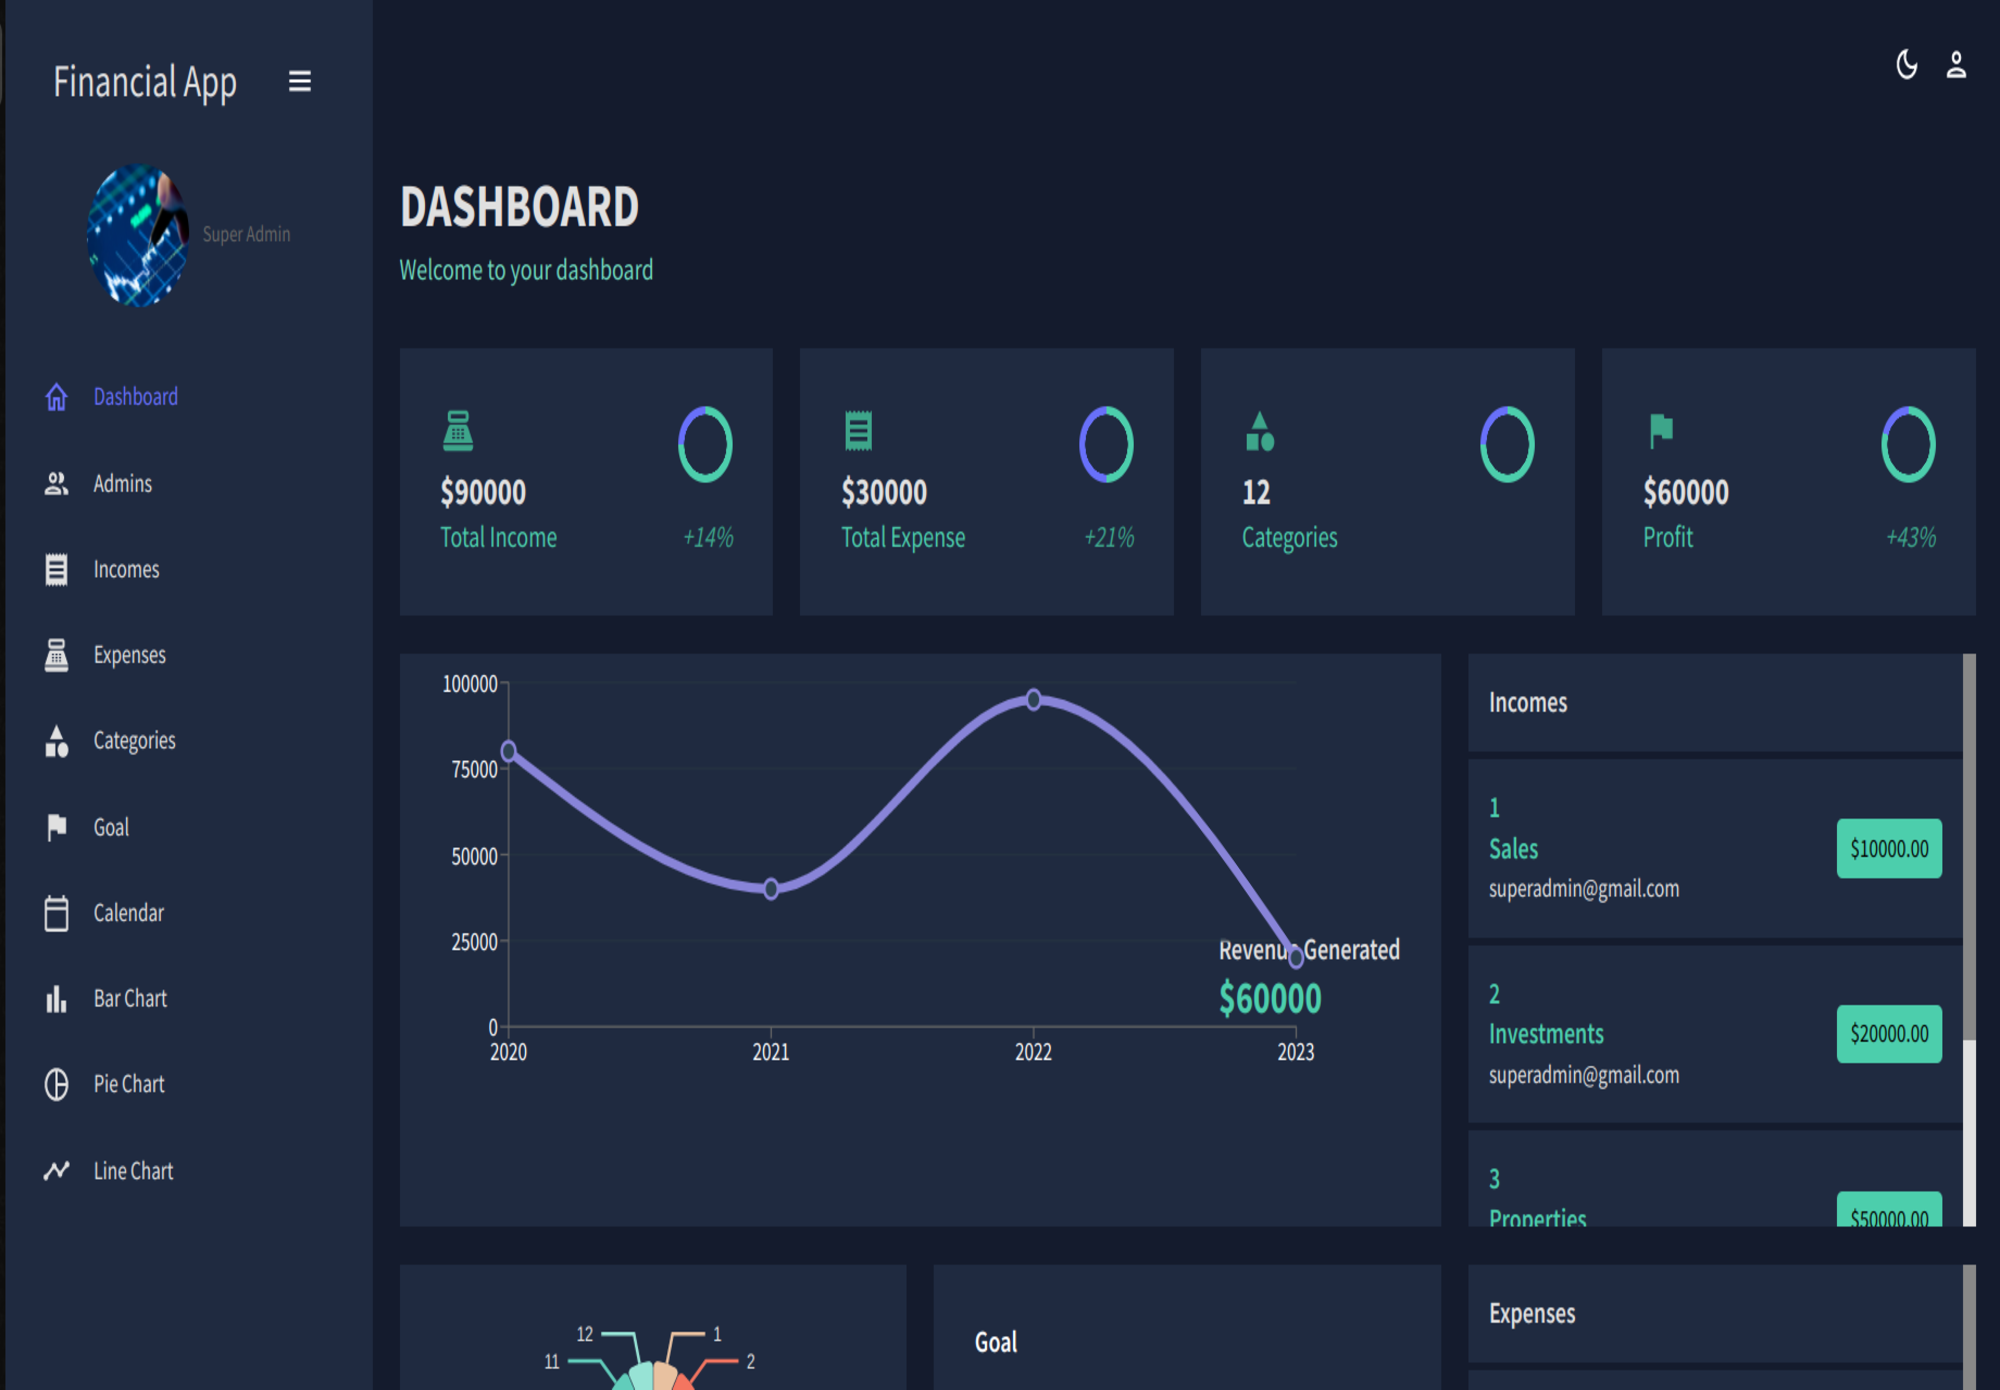 Financial App
Super Admin
Dashboard
Admins
Incomes
Expenses
Categories
Goal
Calendar
Bar Chart
Pie Chart
Line Chart
DASHBOARD
Welcome to your dashboard
$90000
Total Income
+14%
$30000
Total Expense
+21%
12
Categories
$60000
Profit
+43%
100000
75000
50000
25000
0
2020 2021 2022 2023
Revenue Generated
$60000
Incomes
1
Sales
superadmin@gmail.com
$10000.00
2
Investments
superadmin@gmail.com
$20000.00
3
Properties
$50000.00
12 1
11 2
Goal
Expenses